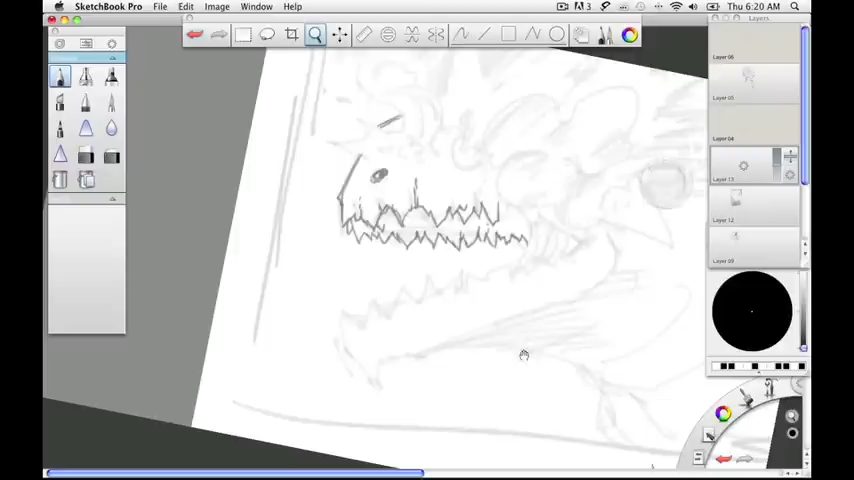 SketchBook Pro File Edit Image Window Help
3 Thu 6:20 AM
Layers
Layer 06
Layer 05
Layer 04
Layer 13
Layer 12
Layer 09